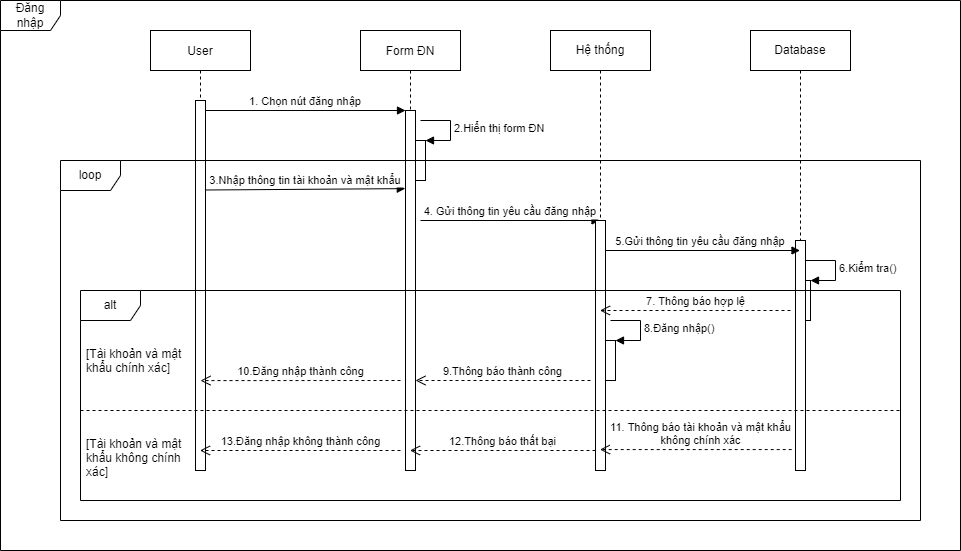 Đăng
nhập
User
Form ĐN
Hệ thống
Database
1. Chọn nút đăng nhập
2.Hiển thị form ĐN
loop
3.Nhập thông tin tài khoản và mật khẩu
4. Gửi thông tin yêu cầu đăng nhập
5.Gửi thông tin yêu cầu đăng nhập
6.Kiểm tra()
alt
7. Thông báo hợp lệ
8.Đăng nhập()
[Tài khoản và mật
khẩu chính xác]
10.Đăng nhập thành công
9.Thông báo thành công
11. Thông báo tài khoản và mật khẩu
không chính xác
[Tài khoản và mật
khẩu không chính
xác]
13.Đăng nhập không thành công
12.Thông báo thất bại